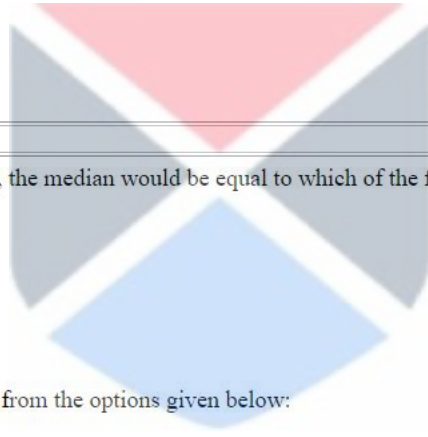 , the median would be equal to which of the f
from the options given below: